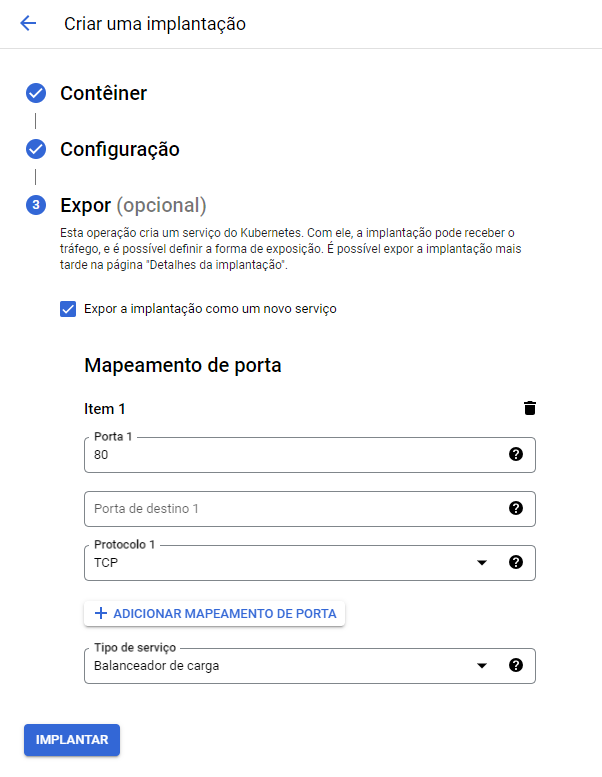 Criar uma implantação
Contêiner
Configuração
3 Expor (opcional)
Esta operação cria um serviço do Kubernetes. Com ele, a implantação pode receber o
tráfego, e é possível definir a forma de exposição. É possível expor a implantação mais
tarde na página "Detalhes da implantação".
Expor a implantação como um novo serviço
Mapeamento de porta
Item 1
Porta 1
80
?
Porta de destino 1 ?
Protocolo 1
TCP ?
ADICIONAR MAPEAMENTO DE PORTA
Tipo de serviço
Balanceador de carga ?
IMPLANTAR